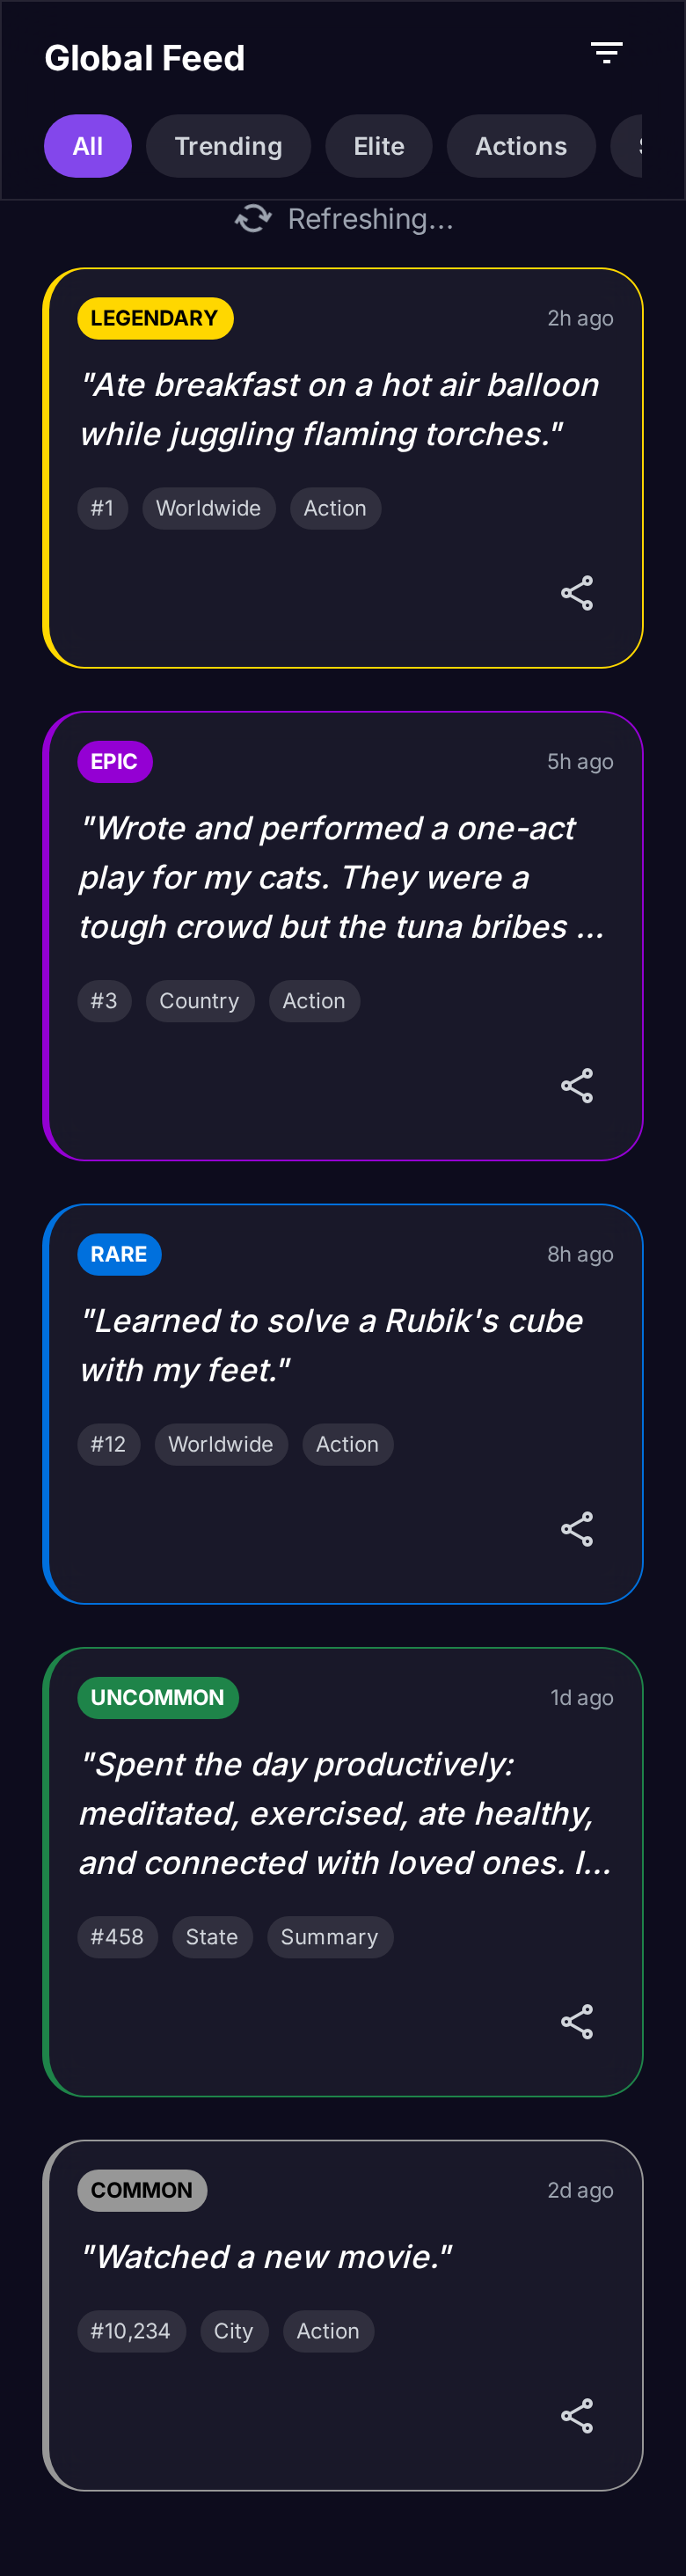 Global Feed
All
Trending
Elite
Actions
Refreshing...
LEGENDARY
2h ago
"Ate breakfast on a hot air balloon
while juggling flaming torches."
#1
Worldwide
Action
EPIC
5h ago
"Wrote and performed a one-act
play for my cats. They were a
tough crowd but the tuna bribes ...
#3
Country
Action
RARE
8h ago
"Learned to solve a Rubik's cube
with my feet."
#12
Worldwide
Action
UNCOMMON
1d ago
"Spent the day productively:
meditated, exercised, ate healthy,
and connected with loved ones. I...
#458
State
Summary
COMMON
2d ago
"Watched a new movie."
#10,234
City
Action